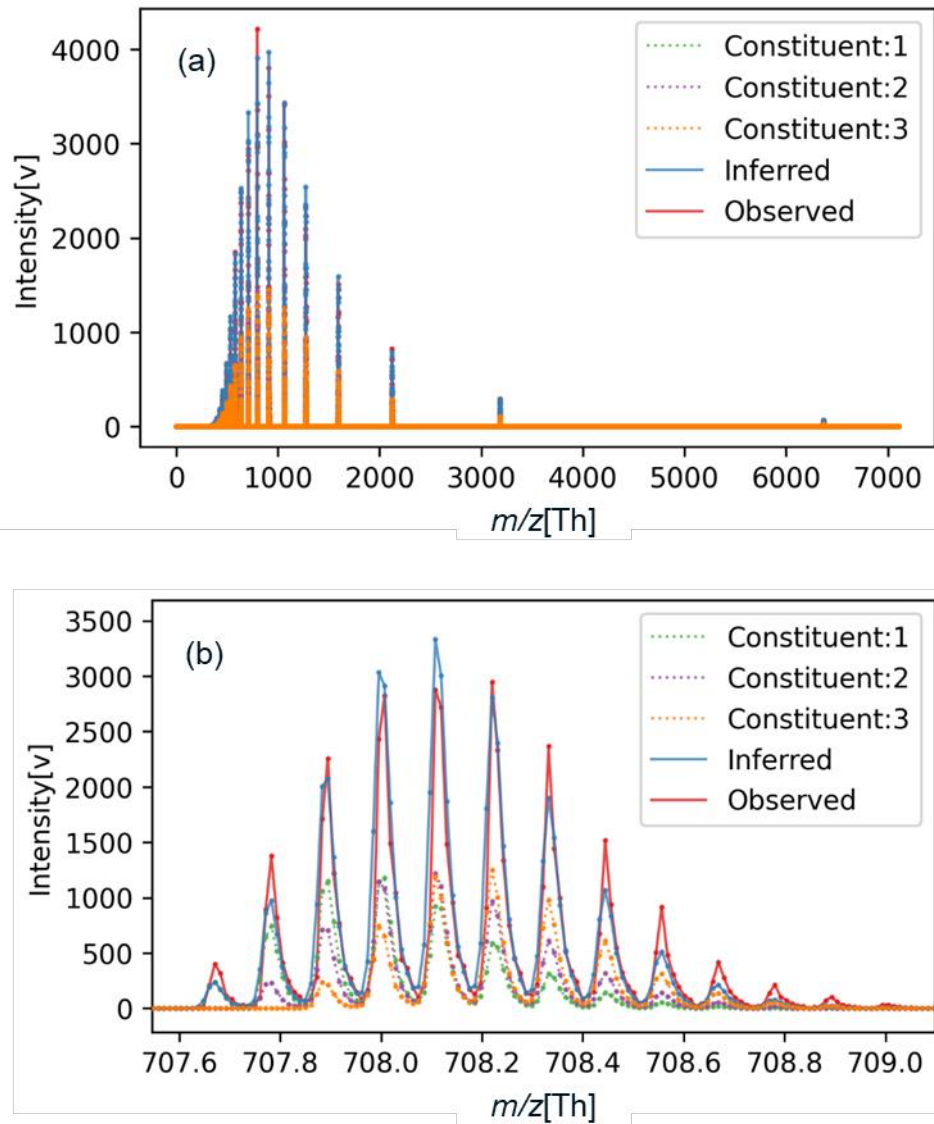 (a)
Constituent:1
Constituent:2
Constituent:3
Inferred
Observed
Intensity[v]
4000
3000
2000
1000
0
0 1000 2000 3000 4000 5000 6000 7000
m/z[Th]
(b)
Constituent:1
Constituent:2
Constituent:3
Inferred
Observed
Intensity[v]
3500
3000
2500
2000
1500
1000
500
0
707.6 707.8 708.0 708.2 708.4 708.6 708.8 709.0
m/z[Th]